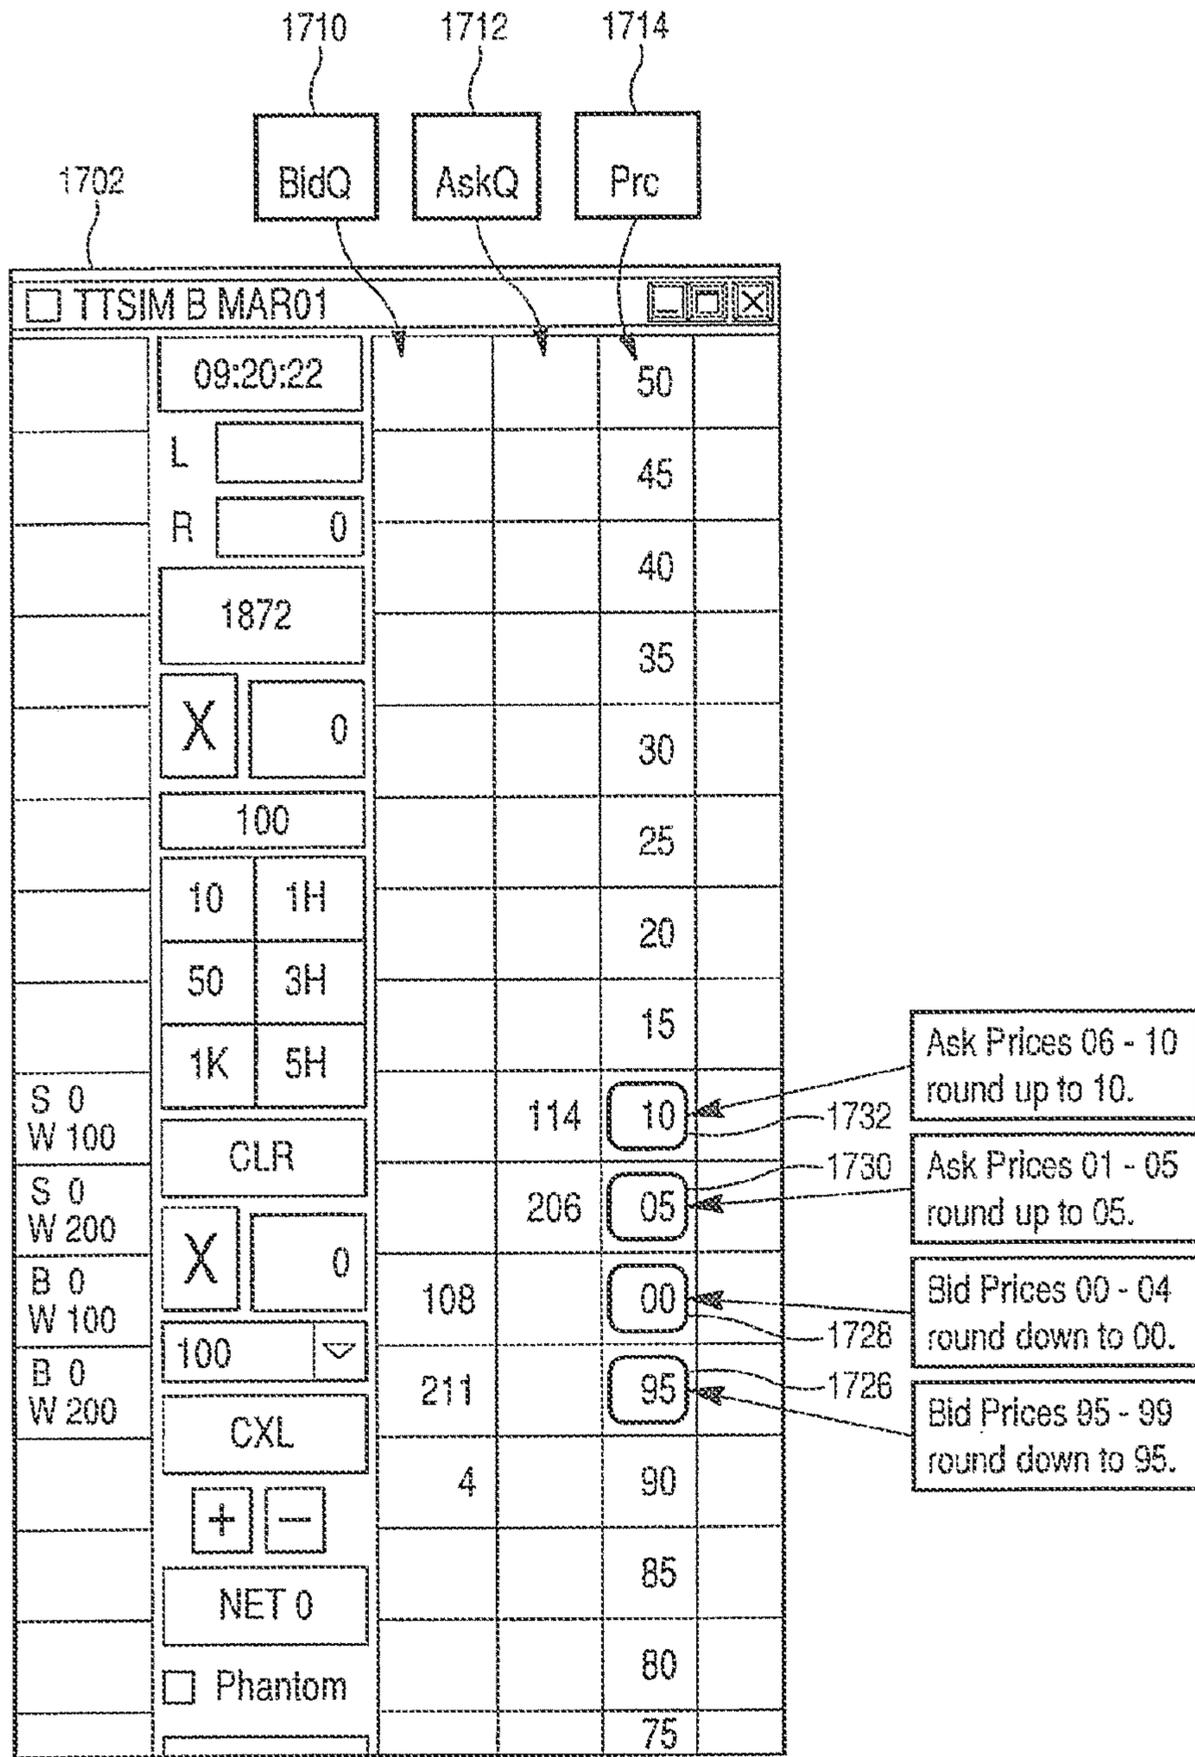 1710
1712
1714
BidQ
AskQ
Prc
1702
TTSIM B MAR01
09:20:22
50
L
45
R 0
40
1872
35
X 0
30
100
25
10 1H
20
50 3H
15
1K 5H
Ask Prices 06 - 10
round up to 10.
S 0
W 100
114 10
1732
CLR
1730
Ask Prices 01 - 05
round up to 05.
S 0
W 200
206 05
X 0
B 0
W 100
108 00
Bid Prices 00 - 04
round down to 00.
1728
100
B 0
W 200
211 95
1726
Bid Prices 95 - 99
round down to 95.
CXL
4 90
+ −
85
NET 0
80
Phantom
75